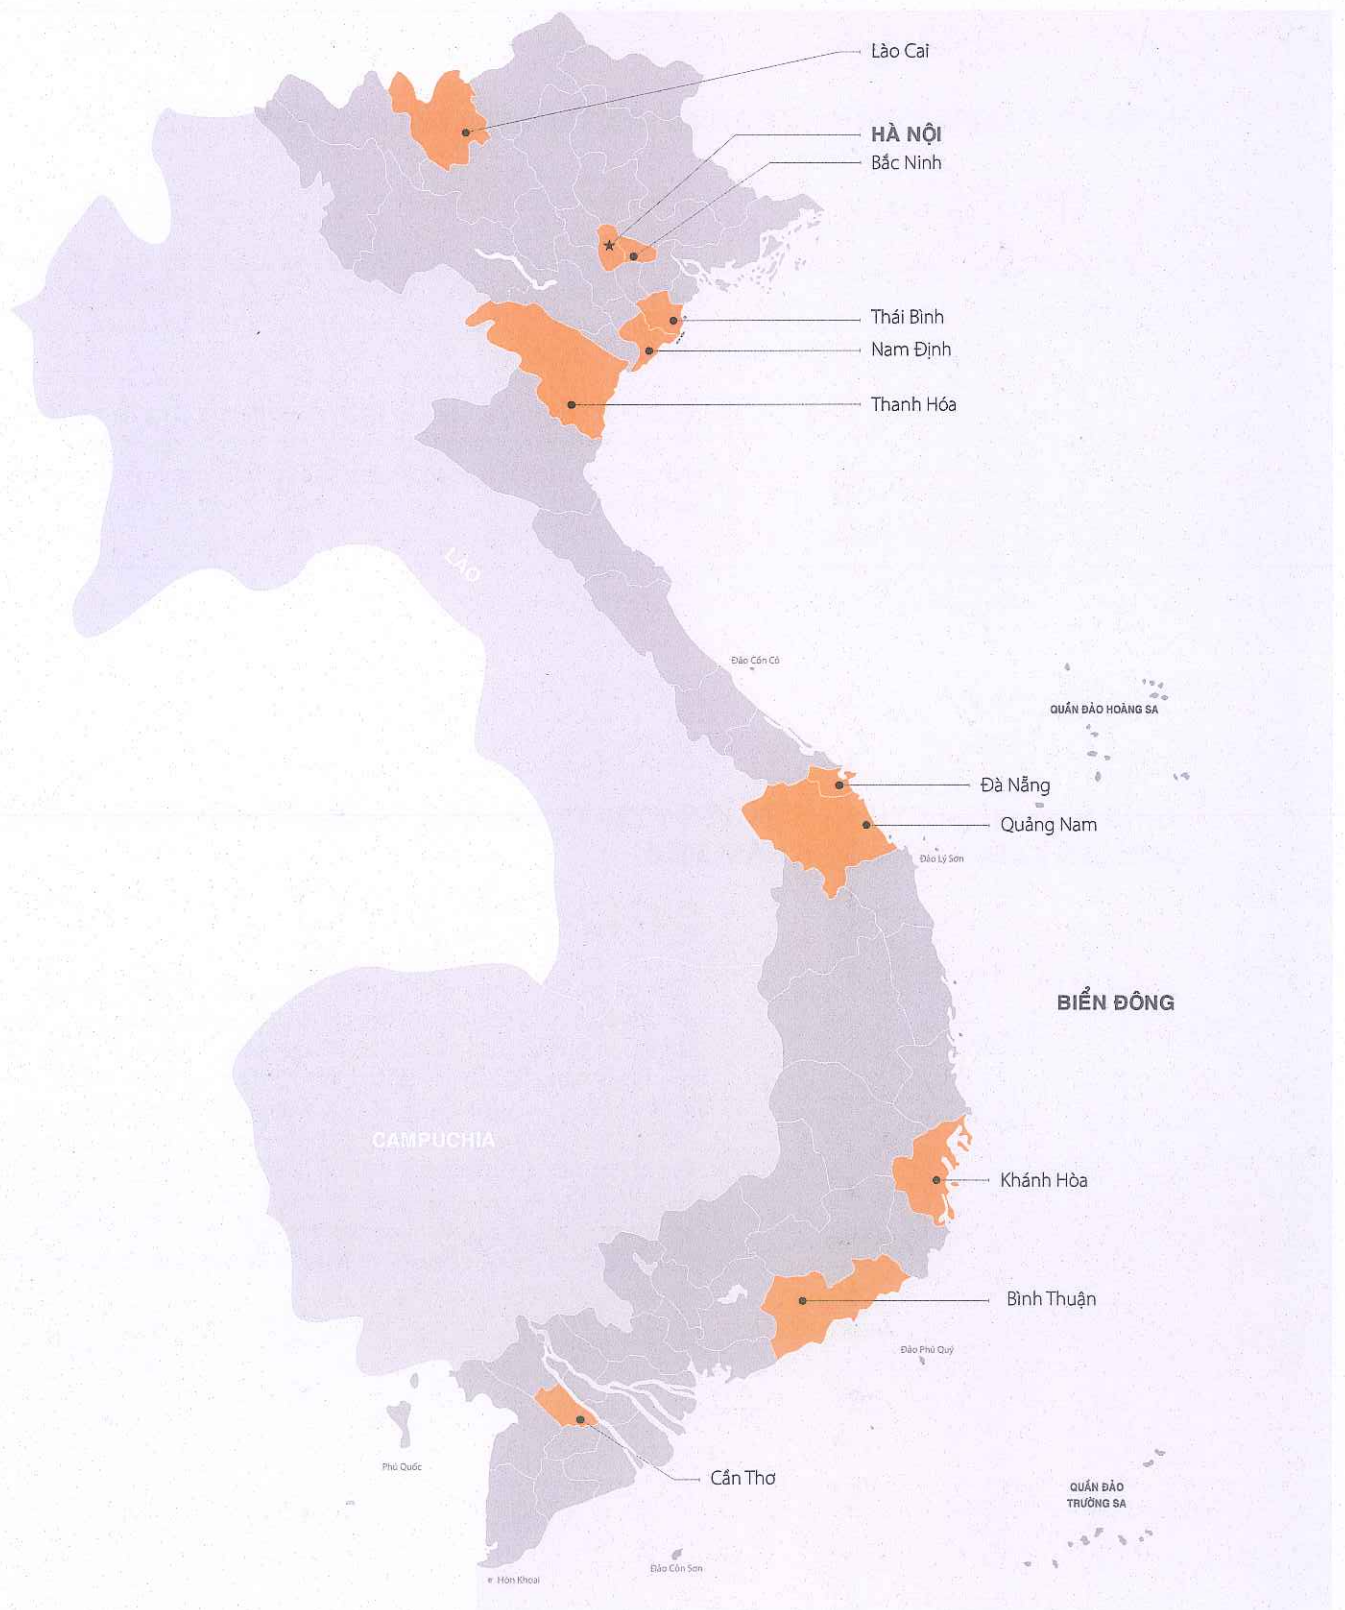 Lào Cai
HÀ NỘI
Bắc Ninh
Thái Bình
Nam Định
Thanh Hóa
LÀO
Đảo Cồn Cỏ
QUẦN ĐẢO HOÀNG SA
Đà Nẵng
Quảng Nam
Đảo Lý Sơn
BIỂN ĐÔNG
CAMPUCHIA
Khánh Hòa
Bình Thuận
Đảo Phú Quý
Phú Quốc
Cần Thơ
QUẦN ĐẢO
TRƯỜNG SA
Đảo Côn Sơn
Hòn Khoai